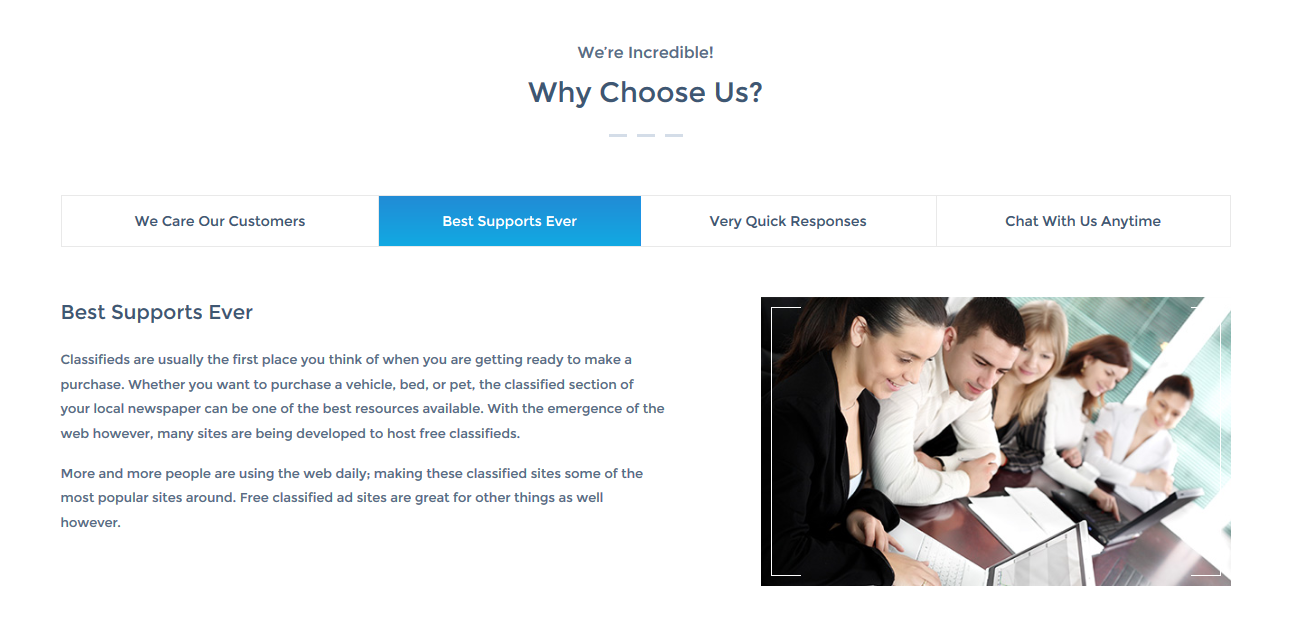 We're Incredible!
Why Choose Us?
We Care Our Customers
Best Supports Ever
Very Quick Responses
Chat With Us Anytime
Best Supports Ever
Classifieds are usually the first place you think of when you are getting ready to make a
purchase. Whether you want to purchase a vehicle, bed, or pet, the classified section of
your local newspaper can be one of the best resources available. With the emergence of the
web however, many sites are being developed to host free classifieds.
More and more people are using the web daily; making these classified sites some of the
most popular sites around. Free classified ad sites are great for other things as well
however.